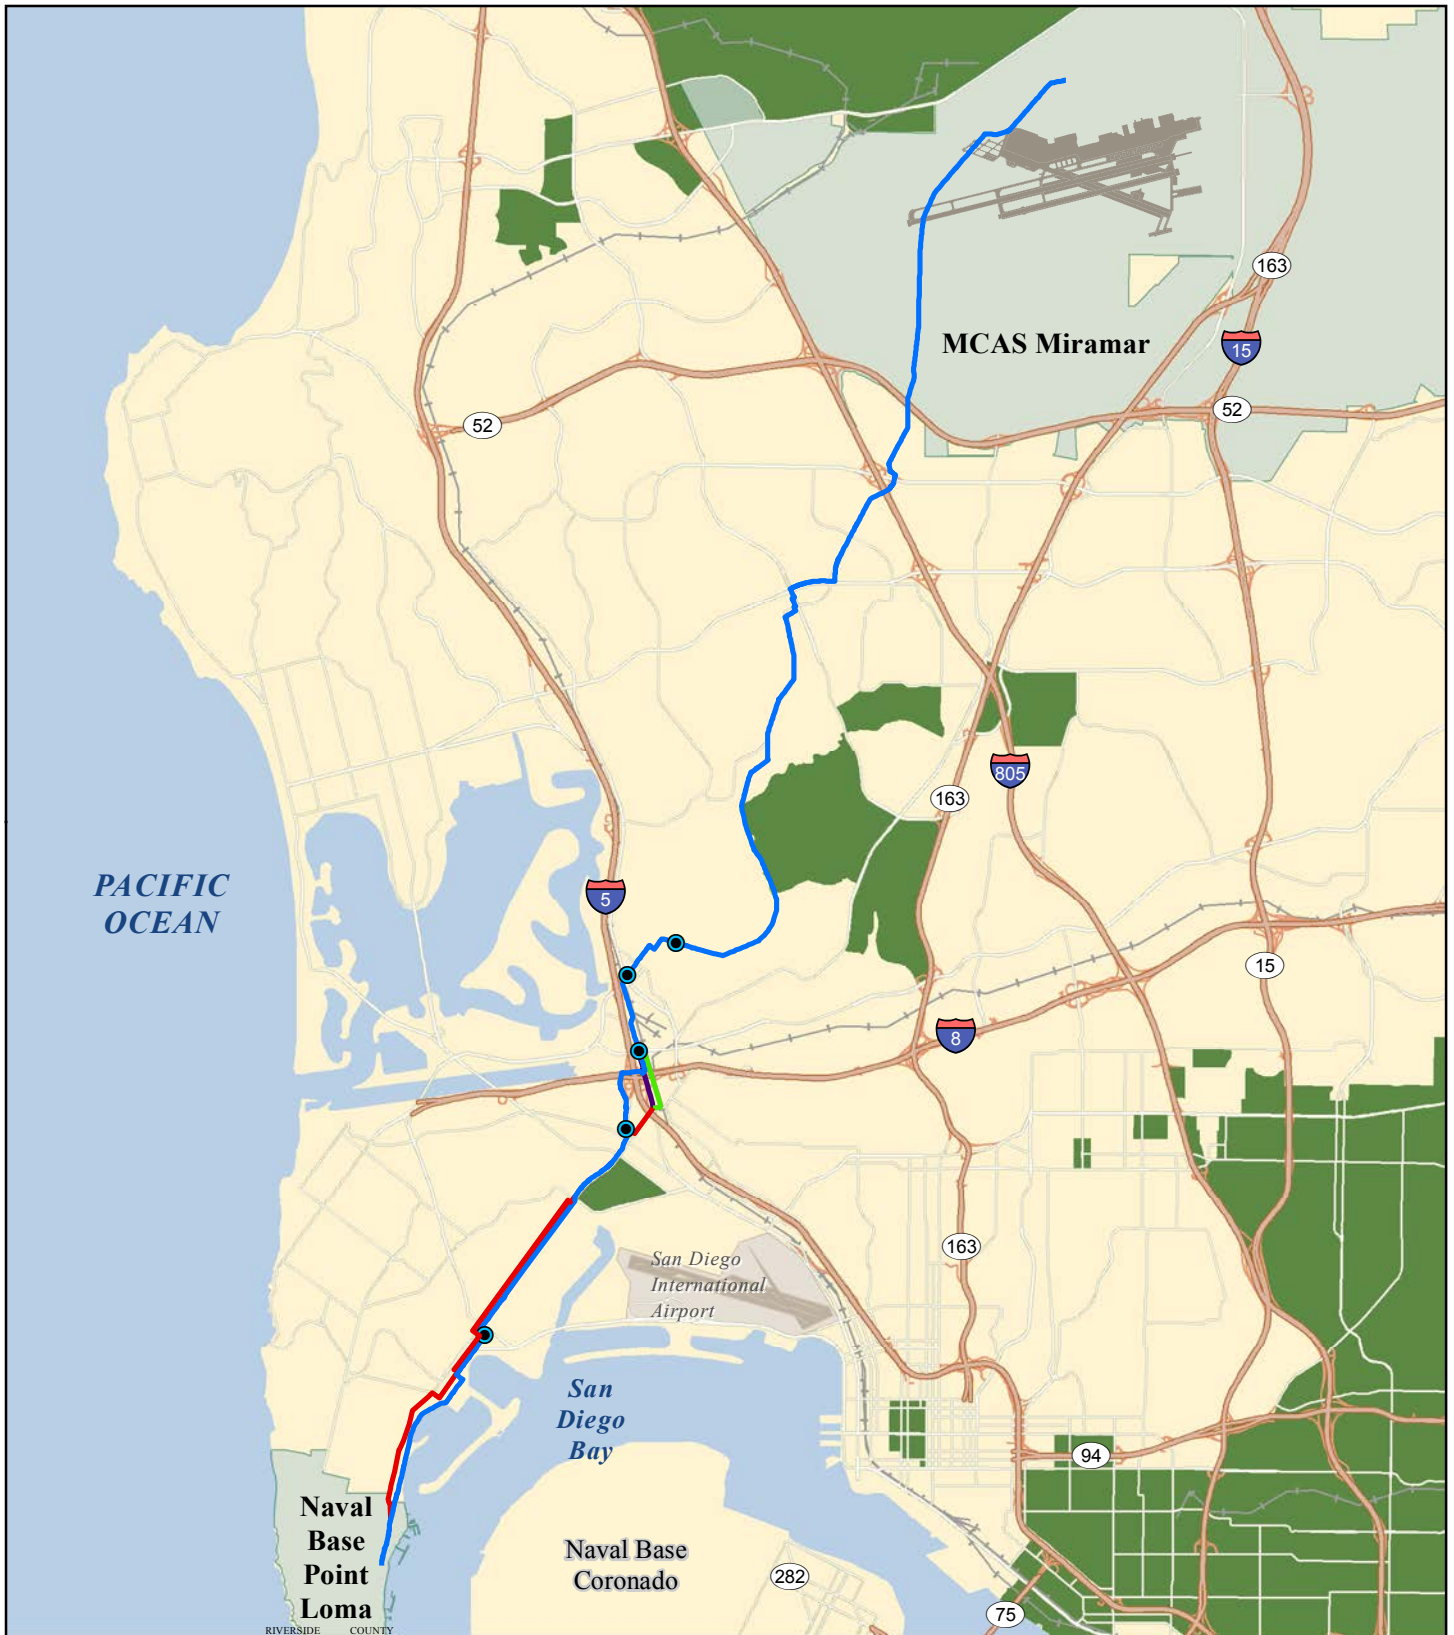 163
MCAS Miramar
15
52
52
805
163
PACIFIC
OCEAN
5
15
8
163
San Diego
International
Airport
San
Diego
Bay
94
Naval
Base
Point
Loma
Naval Base
Coronado
282
75
RIVERSIDE COUNTY